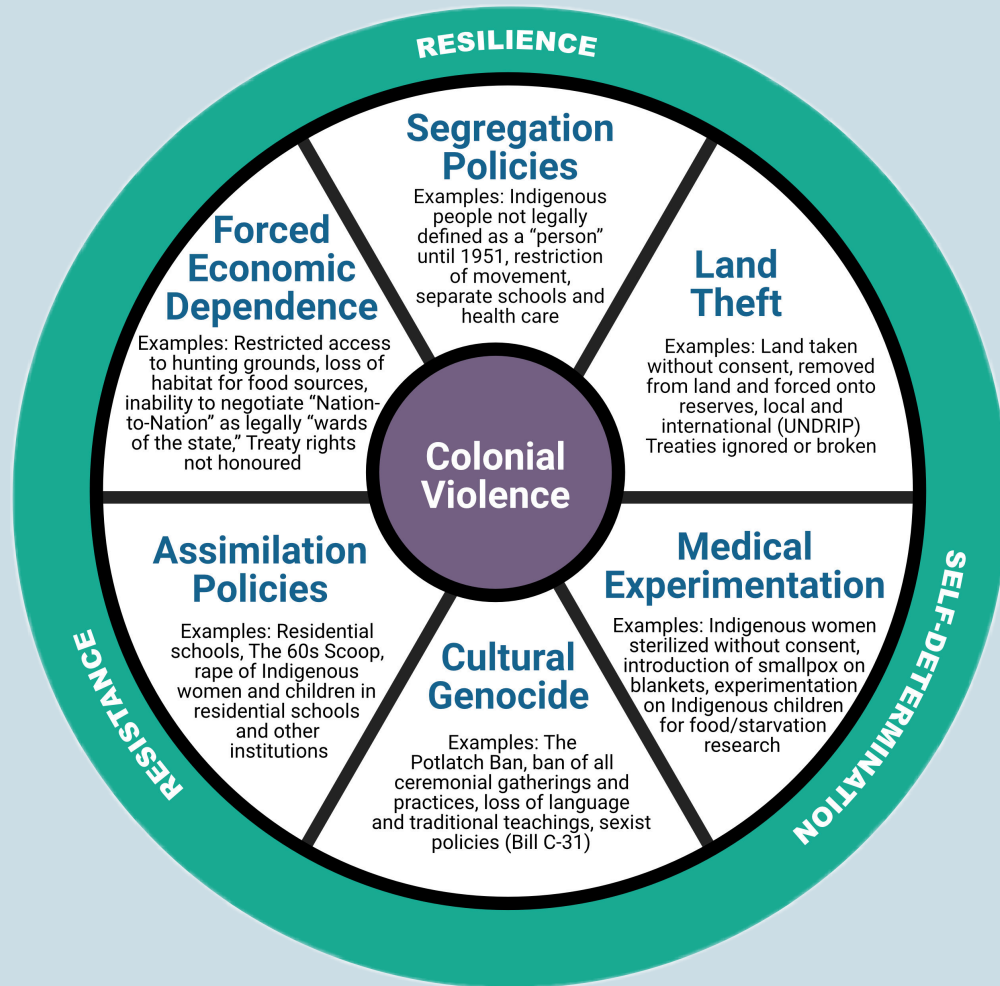 RESILIENCE
Segregation
Policies
Examples: Indigenous
people not legally
defined as a “person”
until 1951, restriction
of movement,
separate schools and
health care
Land
Theft
Examples: Land taken
without consent, removed
from land and forced onto
reserves, local and
international (UNDRIP)
Treaties ignored or broken
Medical
Experimentation
Examples: Indigenous women
sterilized without consent,
introduction of smallpox on
blankets, experimentation
on Indigenous children
for food/starvation
research
Cultural
Genocide
Examples: The
Potlatch Ban, ban of all
ceremonial gatherings and
practices, loss of language
and traditional teachings, sexist
policies (Bill C-31)
Assimilation
Policies
Examples: Residential
schools, The 60s Scoop,
rape of Indigenous
women and children in
residential schools
and other
institutions
Forced
Economic
Dependence
Examples: Restricted access
to hunting grounds, loss of
habitat for food sources,
inability to negotiate “Nation-
to-Nation” as legally “wards
of the state,” Treaty rights
not honoured
Colonial
Violence
SELF-DETERMINATION
RESISTANCE